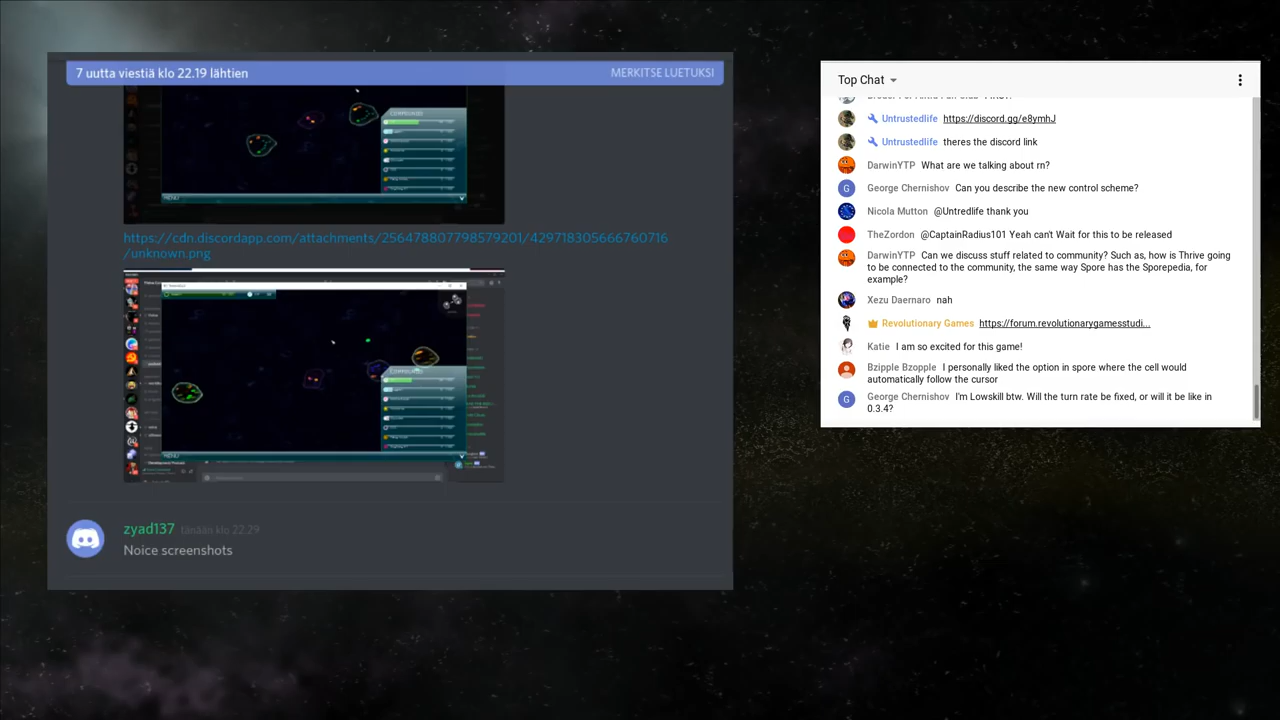 7 uutta viestiä klo 22.19 lähtien
MERKITSE LUETUKSI
MENU
https://cdn.discordapp.com/attachments/256478807798579201/429718305666760716
/unknown.png
MENU
zyad137 tänään klo 22.29
Noice screenshots
Top Chat
Untrustedlife https://discord.gg/e8ymhJ
Untrustedlife theres the discord link
DarwinYTP What are we talking about rn?
George Chernishov Can you describe the new control scheme?
Nicola Mutton @Untredlife thank you
TheZordon @CaptainRadius101 Yeah can't Wait for this to be released
DarwinYTP Can we discuss stuff related to community? Such as, how is Thrive going
to be connected to the community, the same way Spore has the Sporepedia, for
example?
Xezu Daernaro nah
Revolutionary Games https://forum.revolutionarygamesstudi...
Katie I am so excited for this game!
Bzipple Bzopple I personally liked the option in spore where the cell would
automatically follow the cursor
George Chernishov I'm Lowskill btw. Will the turn rate be fixed, or will it be like in
0.3.4?